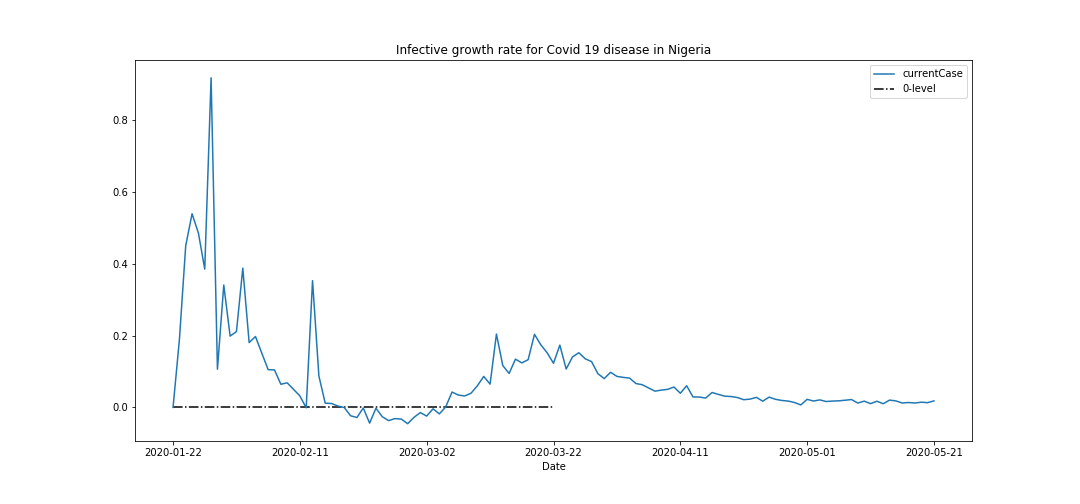 Infective growth rate for Covid 19 disease in Nigeria
currentCase
0-level
0.8
0.6
0.4
0.2
0.0
2020-01-22 2020-02-11 2020-03-02 2020-03-22 2020-04-11 2020-05-01 2020-05-21
Date